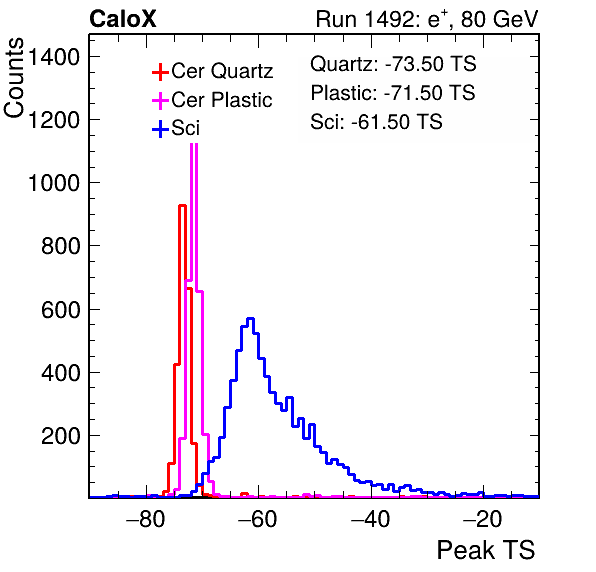 CaloX Run 1492: e⁺, 80 GeV
Counts
1400
1200
1000
800
600
400
200
Cer Quartz
Cer Plastic
Sci
Quartz: -73.50 TS
Plastic: -71.50 TS
Sci: -61.50 TS
−80 −60 −40 −20
Peak TS